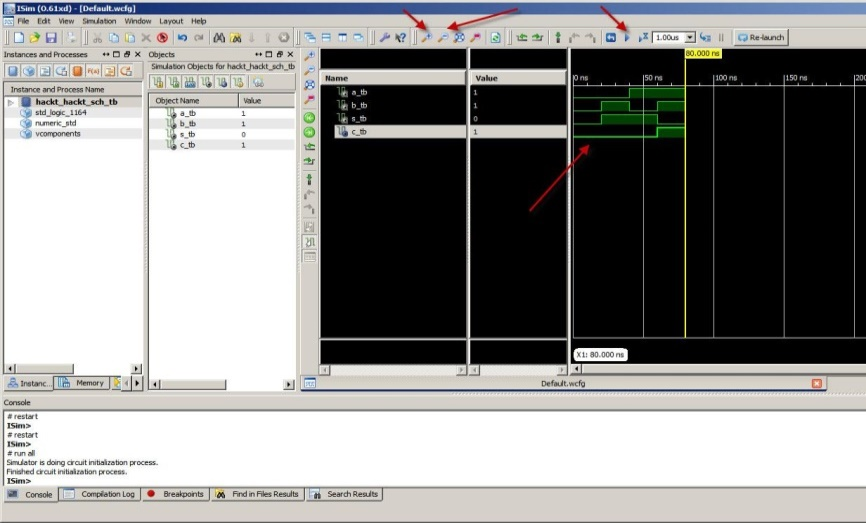 ISim (O.61xd) - [Default.wcfg]
File Edit View Simulation Window Layout Help
1.00us
Re-launch
Instances and Processes
Objects
Simulation Objects for hackt_hackt_sch_tb
Instance and Process Name
hackt_hackt_sch_tb
std_logic_1164
numeric_std
vcomponents
Object Name Value
a_tb 1
b_tb 1
s_tb 0
c_tb 1
Name Value
a_tb 1
b_tb 1
s_tb 0
c_tb 1
80.000 ns
0 ns 50 ns 100 ns 150 ns 200
X1: 80.000 ns
Instanc... Memory
Default.wcfg
Console
# restart
ISim>
# restart
ISim>
# run all
Simulator is doing circuit initialization process.
Finished circuit initialization process.
ISim>
Console Compilation Log Breakpoints Find in Files Results Search Results